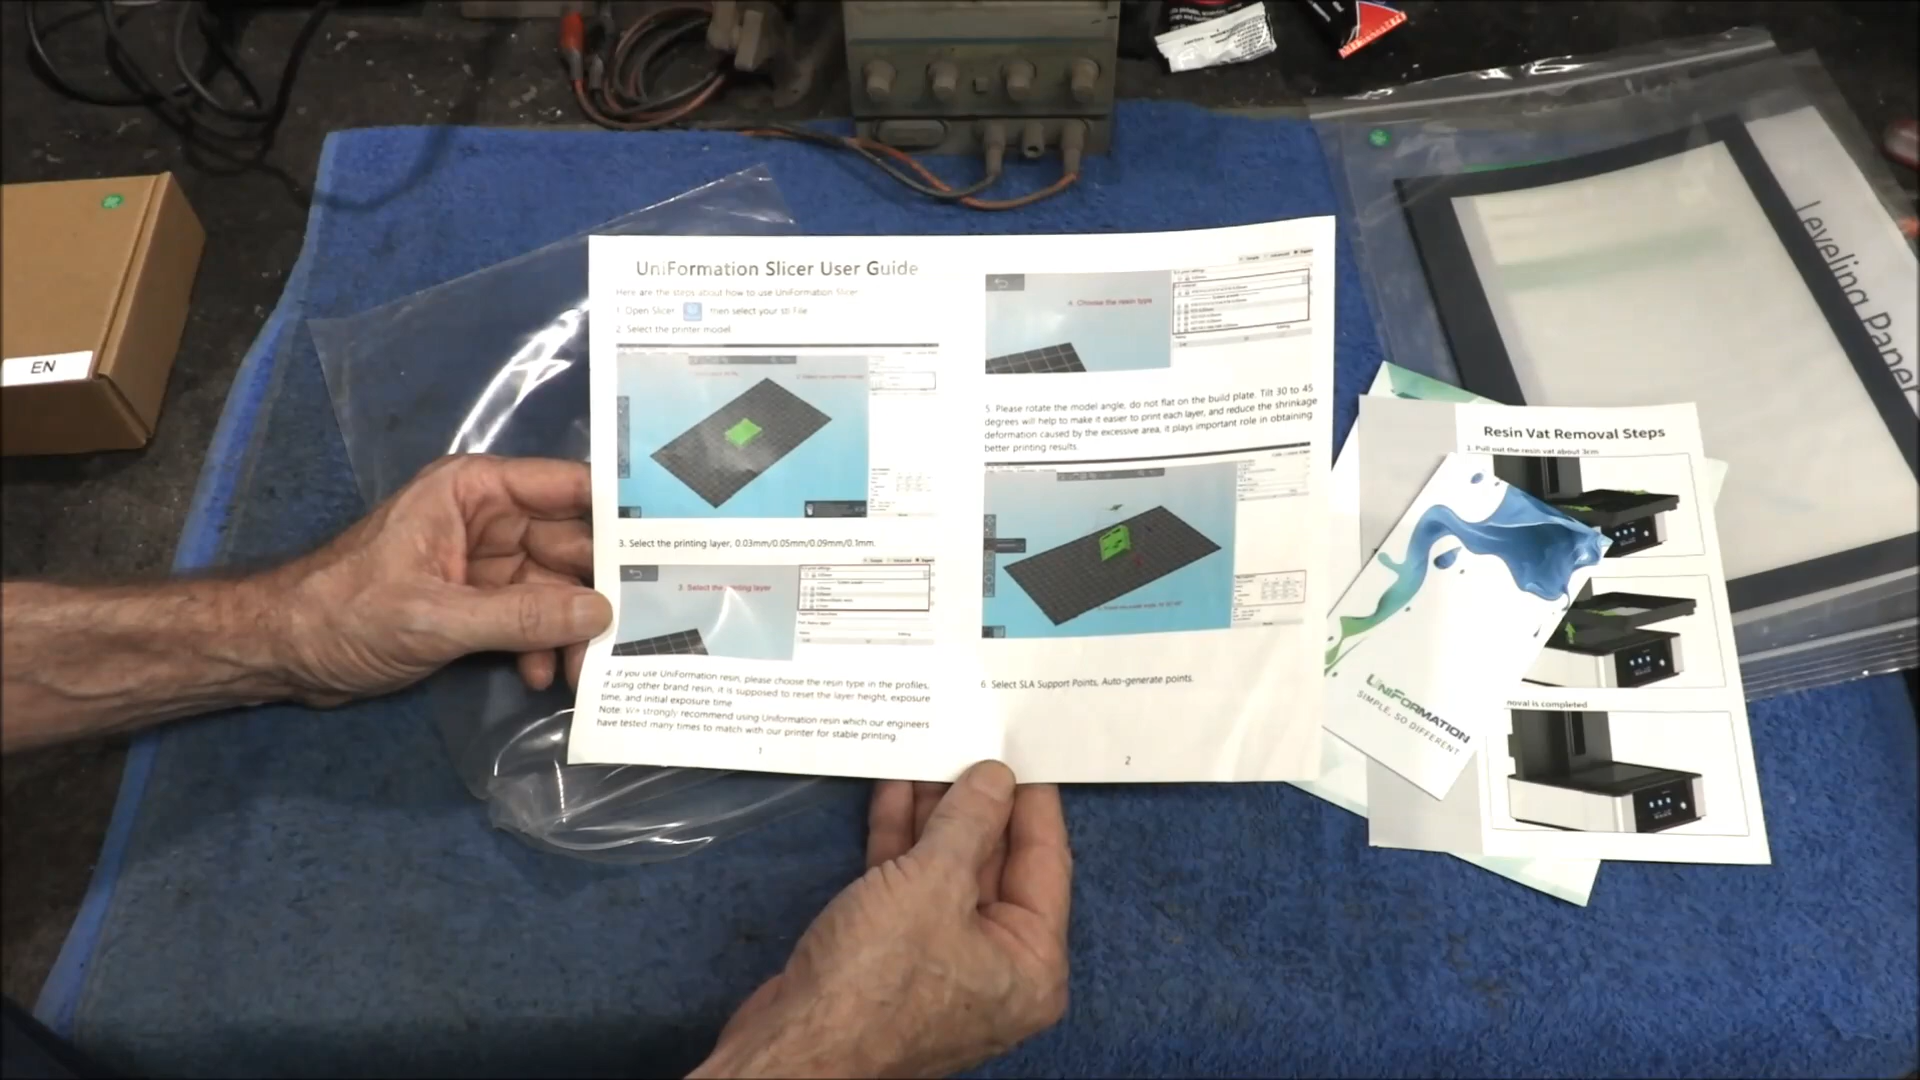 UniFormation Slicer User Guide
Here are the steps about how to use UniFormation Slicer
1. Open Slicer then select your stl File
2. Select the printer model
3. Select the printing layer, 0.03mm/0.05mm/0.09mm/0.1mm.
3. Select the printing layer
4. If you use UniFormation resin, please choose the resin type in the profiles,
if using other brand resin, it is supposed to reset the layer height, exposure
time, and initial exposure time
Note: We strongly recommend using Uniformation resin which our engineers
have tested many times to match with our printer for stable printing.
1
4. Choose the resin type
5. Please rotate the model angle, do not flat on the build plate. Tilt 30 to 45
degrees will help to make it easier to print each layer, and reduce the shrinkage
deformation caused by the excessive area, it plays important role in obtaining
better printing results.
6. Select SLA Support Points, Auto-generate points.
2
EN
Leveling Paper
Resin Vat Removal Steps
1. Pull out the resin vat about 3cm
moval is completed
UNIFORMATION
SIMPLE, SO DIFFERENT